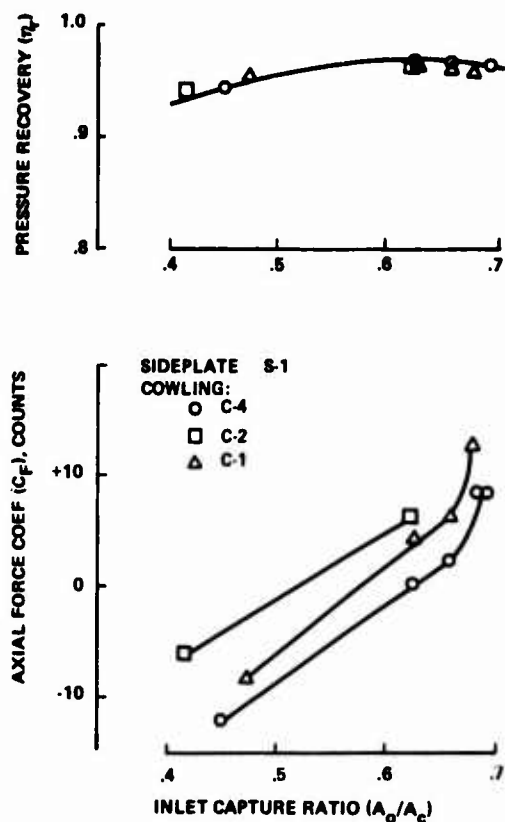 PRESSURE RECOVERY (ηr)
1.0
.9
.8
.4 .5 .6 .7
AXIAL FORCE COEF (CF), COUNTS
SIDEPLATE S-1
COWLING:
C-4
C-2
C-1
+10
0
-10
.4 .5 .6 .7
INLET CAPTURE RATIO (Ao/Ac)